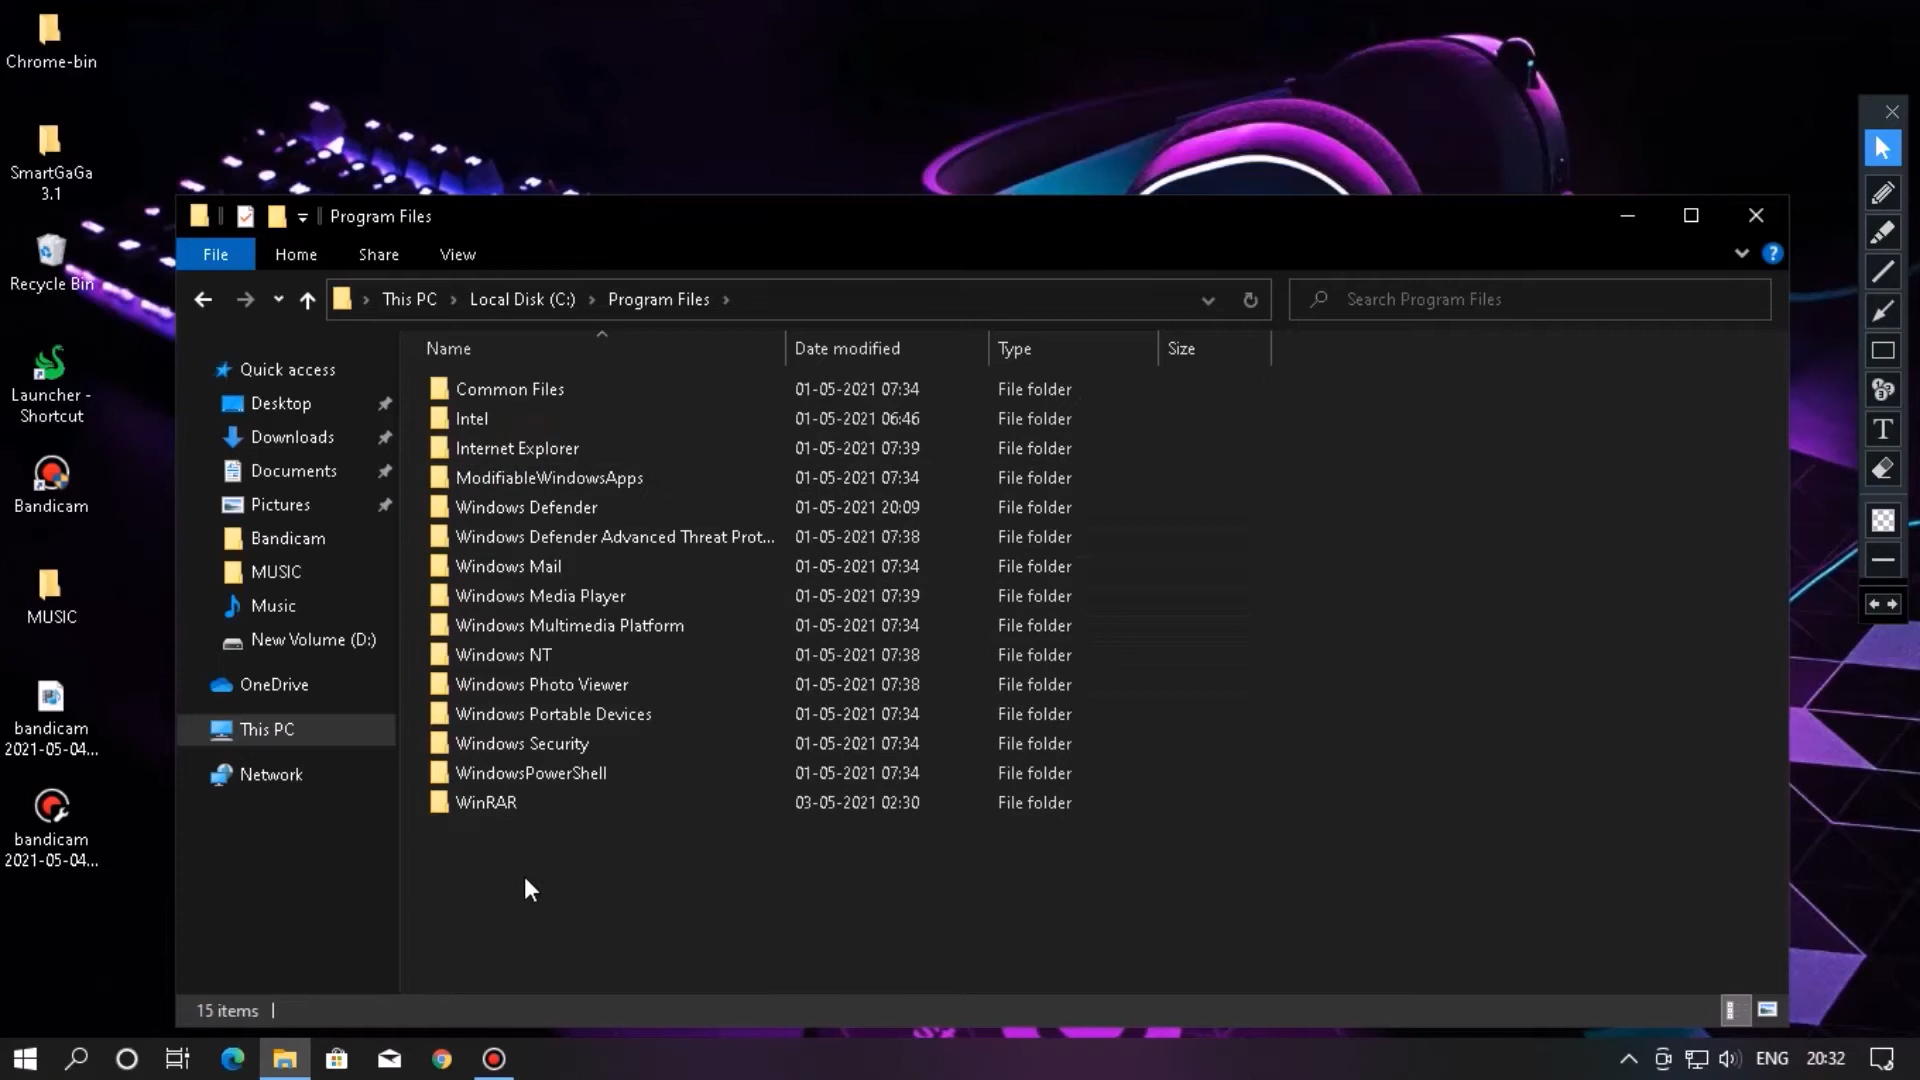 Chrome-bin
SmartGaGa
3.1
Recycle Bin
Launcher -
Shortcut
Bandicam
MUSIC
bandicam
2021-05-04...
bandicam
2021-05-04...
Program Files
File Home Share View
This PC Local Disk (C:) Program Files
Search Program Files
Quick access
Desktop
Downloads
Documents
Pictures
Bandicam
MUSIC
Music
New Volume (D:)
OneDrive
This PC
Network
Name Date modified Type Size
Common Files 01-05-2021 07:34 File folder
Intel 01-05-2021 06:46 File folder
Internet Explorer 01-05-2021 07:39 File folder
ModifiableWindowsApps 01-05-2021 07:34 File folder
Windows Defender 01-05-2021 20:09 File folder
Windows Defender Advanced Threat Prot... 01-05-2021 07:38 File folder
Windows Mail 01-05-2021 07:34 File folder
Windows Media Player 01-05-2021 07:39 File folder
Windows Multimedia Platform 01-05-2021 07:34 File folder
Windows NT 01-05-2021 07:38 File folder
Windows Photo Viewer 01-05-2021 07:38 File folder
Windows Portable Devices 01-05-2021 07:34 File folder
Windows Security 01-05-2021 07:34 File folder
WindowsPowerShell 01-05-2021 07:34 File folder
WinRAR 03-05-2021 02:30 File folder
15 items
T
ENG 20:32